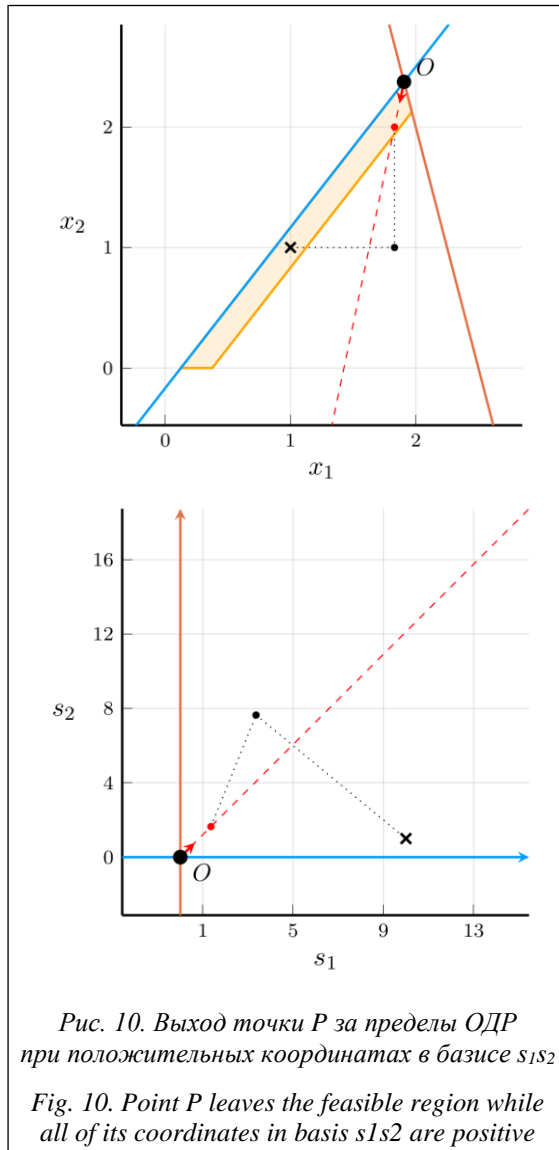 O
2
x2
1
0
0 1 2
x1
16
12
s2
8
4
0
O
1 5 9 13
s1
Рис. 10. Выход точки P за пределы ОДР
при положительных координатах в базисе s1s2
Fig. 10. Point P leaves the feasible region while
all of its coordinates in basis s1s2 are positive